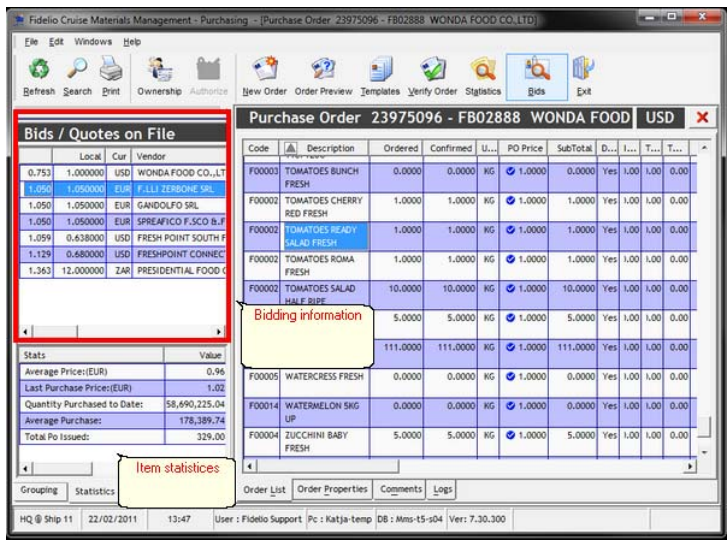 Fidelio Cruise Materials Management - Purchasing - [Purchase Order 23975096 - FB02888 WONDA FOOD CO.,LTD]
File Edit Windows Help
Refresh Search Print Ownership Authorize New Order Order Preview Templates Verify Order Statistics Bids Exit
Purchase Order 23975096 - FB02888 WONDA FOOD USD
Bids / Quotes on File
Local Cur Vendor
0.753 1.000000 USD WONDA FOOD CO.,LT
1.050 1.050000 EUR F.LLI ZERBONE SRL
1.050 1.050000 EUR GANDOLFO SRL
1.050 1.050000 EUR SPREAFICO F.SCO &.F
1.059 0.638000 USD FRESH POINT SOUTH F
1.129 0.680000 USD FRESHPOINT CONNEC
1.363 12.000000 ZAR PRESIDENTIAL FOOD
Stats Value
Average Price:(EUR) 0.96
Last Purchase Price:(EUR) 1.02
Quantity Purchased to Date: 58,690,225.04
Average Purchase: 178,389.74
Total Po Issued: 329.00
Grouping Statistics
Item statistices
Bidding information
Code Description Ordered Confirmed U... PO Price SubTotal D... I... T... T...
F00003 TOMATOES BUNCH 0.0000 0.0000 KG 1.0000 0.0000 Yes 1.00 1.00 0.00
FRESH
F00002 TOMATOES CHERRY 1.0000 1.0000 KG 1.0000 1.0000 Yes 1.00 1.00 0.00
RED FRESH
F00002 TOMATOES READY 1.0000 1.0000 KG 1.0000 1.0000 Yes 1.00 1.00 0.00
SALAD FRESH
F00002 TOMATOES ROMA 1.0000 1.0000 KG 1.0000 1.0000 Yes 1.00 1.00 0.00
FRESH
F00002 TOMATOES SALAD 10.0000 10.0000 KG 1.0000 10.0000 Yes 1.00 1.00 0.00
HALF RIPE
5.0000 5.0000 KG 1.0000 5.0000 Yes 1.00 1.00 0.00
111.0000 111.0000 KG 1.0000 111.0000 Yes 1.00 1.00 0.00
F00005 WATERCRESS FRESH 0.0000 0.0000 KG 1.0000 0.0000 Yes 1.00 1.00 0.00
F00014 WATERMELON 5KG 0.0000 0.0000 KG 1.0000 0.0000 Yes 1.00 1.00 0.00
UP
F00004 ZUCCHINI BABY 5.0000 5.0000 KG 1.0000 5.0000 Yes 1.00 1.00 0.00
FRESH
Order List Order Properties Comments Logs
HQ @ Ship 11 22/02/2011 13:47 User : Fidelio Support Pc : Katja-temp DB : Mms-t5-s04 Ver: 7.30.300